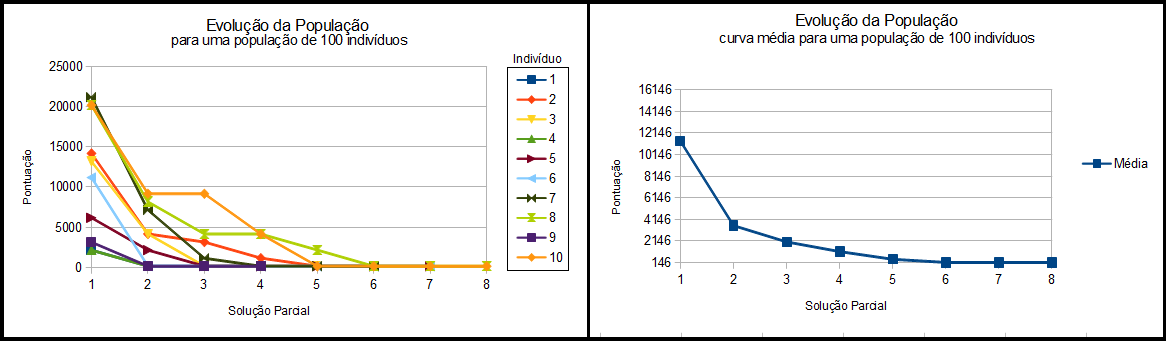 Evolução da População
para uma população de 100 indivíduos
Indivíduo
25000
20000
15000
10000
5000
0
1 2 3 4 5 6 7 8
Pontuação
Solução Parcial
1
2
3
4
5
6
7
8
9
10
Evolução da População
curva média para uma população de 100 indivíduos
16146
14146
12146
10146
8146
6146
4146
2146
146
1 2 3 4 5 6 7 8
Pontuação
Solução Parcial
Média